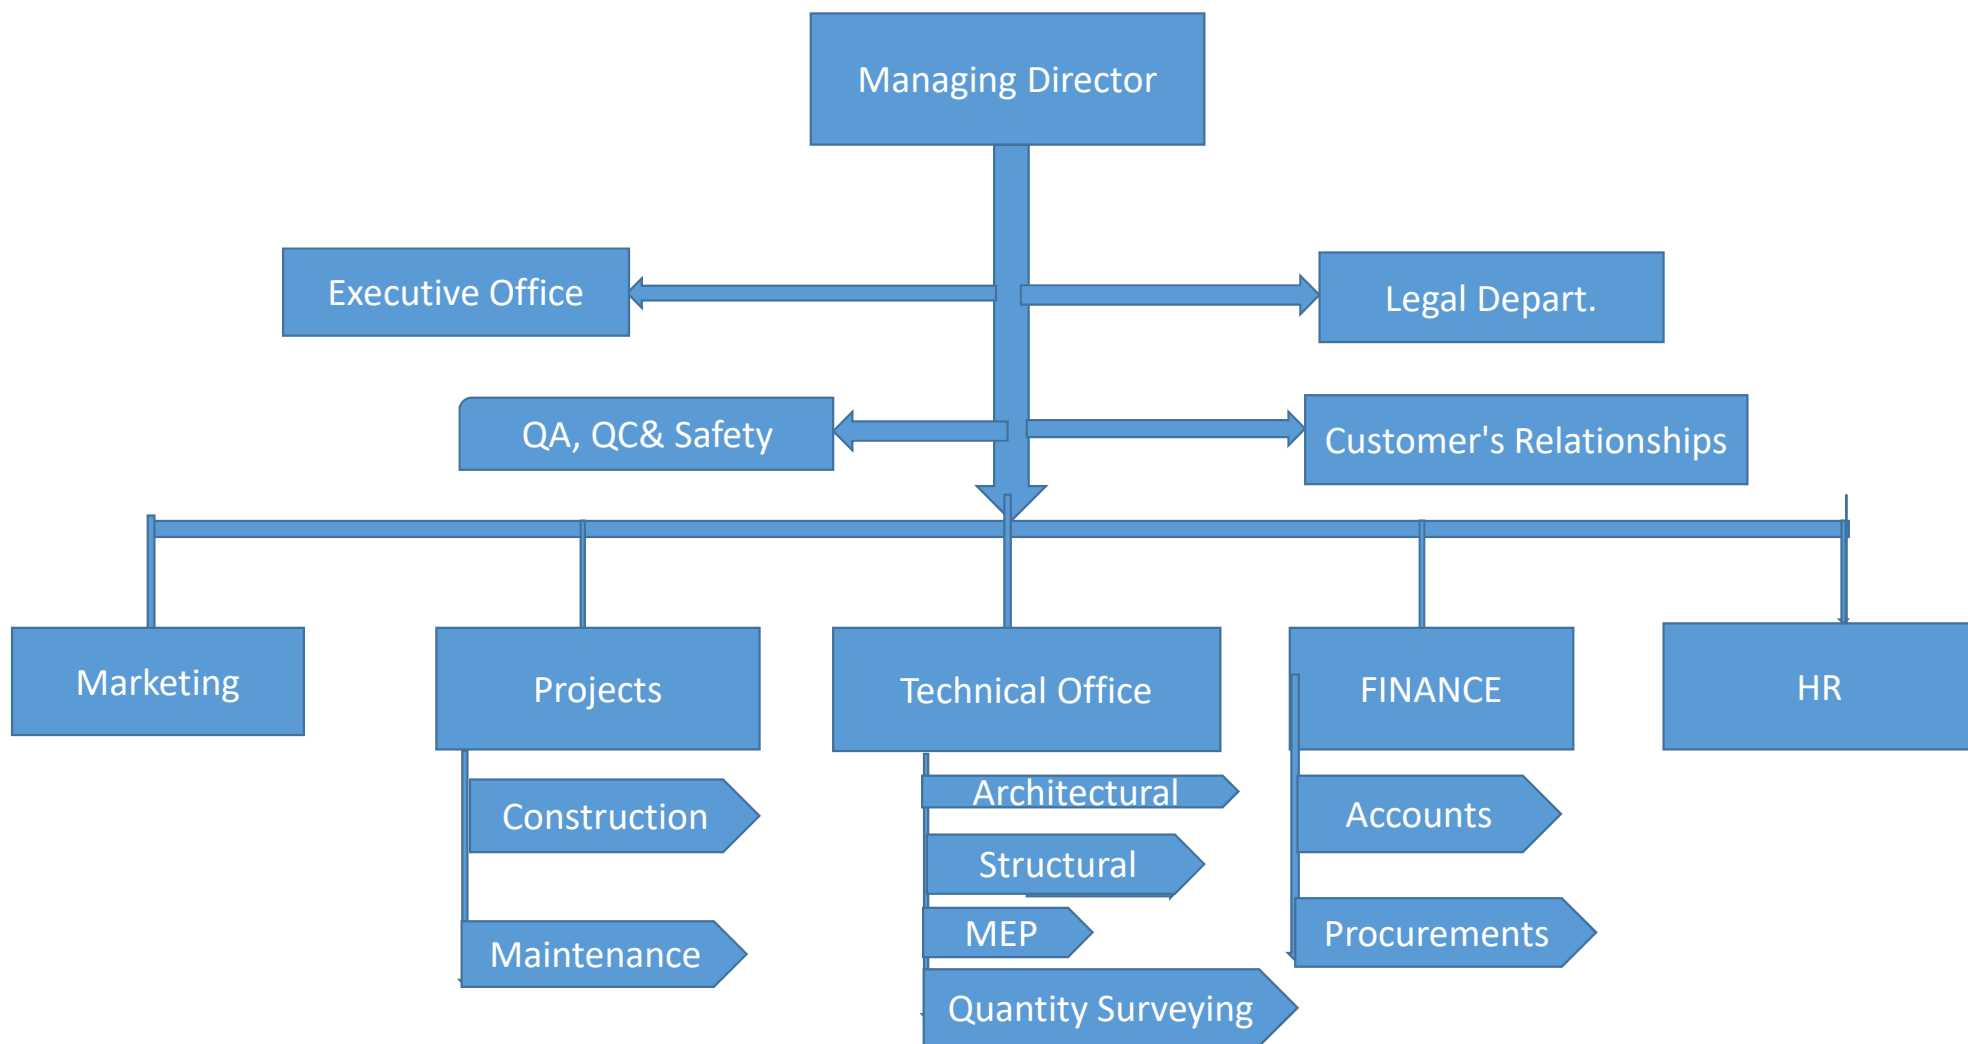 Managing Director
Executive Office
Legal Depart.
QA, QC& Safety
Customer's Relationships
Marketing
Projects
Technical Office
FINANCE
HR
Construction
Maintenance
Architectural
Structural
MEP
Quantity Surveying
Accounts
Procurements